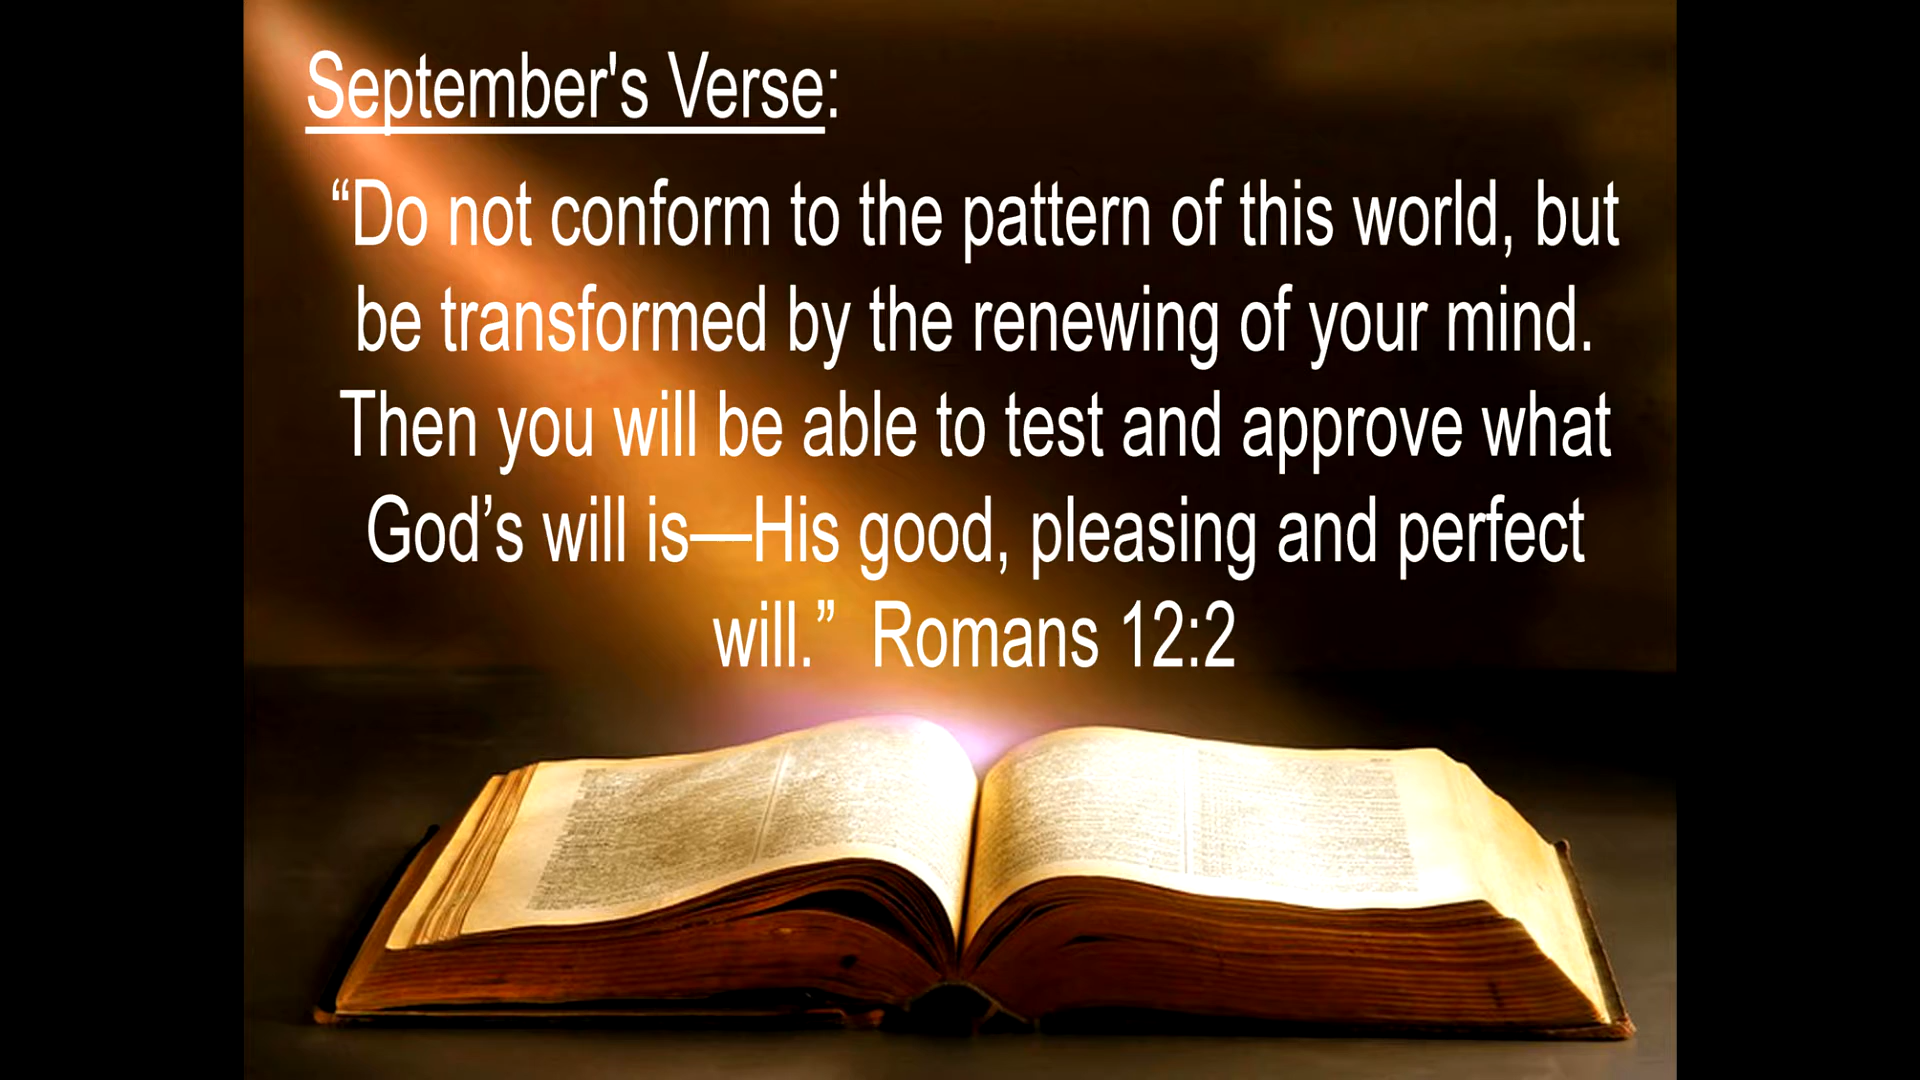 September's Verse:
“Do not conform to the pattern of this world, but
be transformed by the renewing of your mind.
Then you will be able to test and approve what
God’s will is—His good, pleasing and perfect
will.”  Romans 12:2